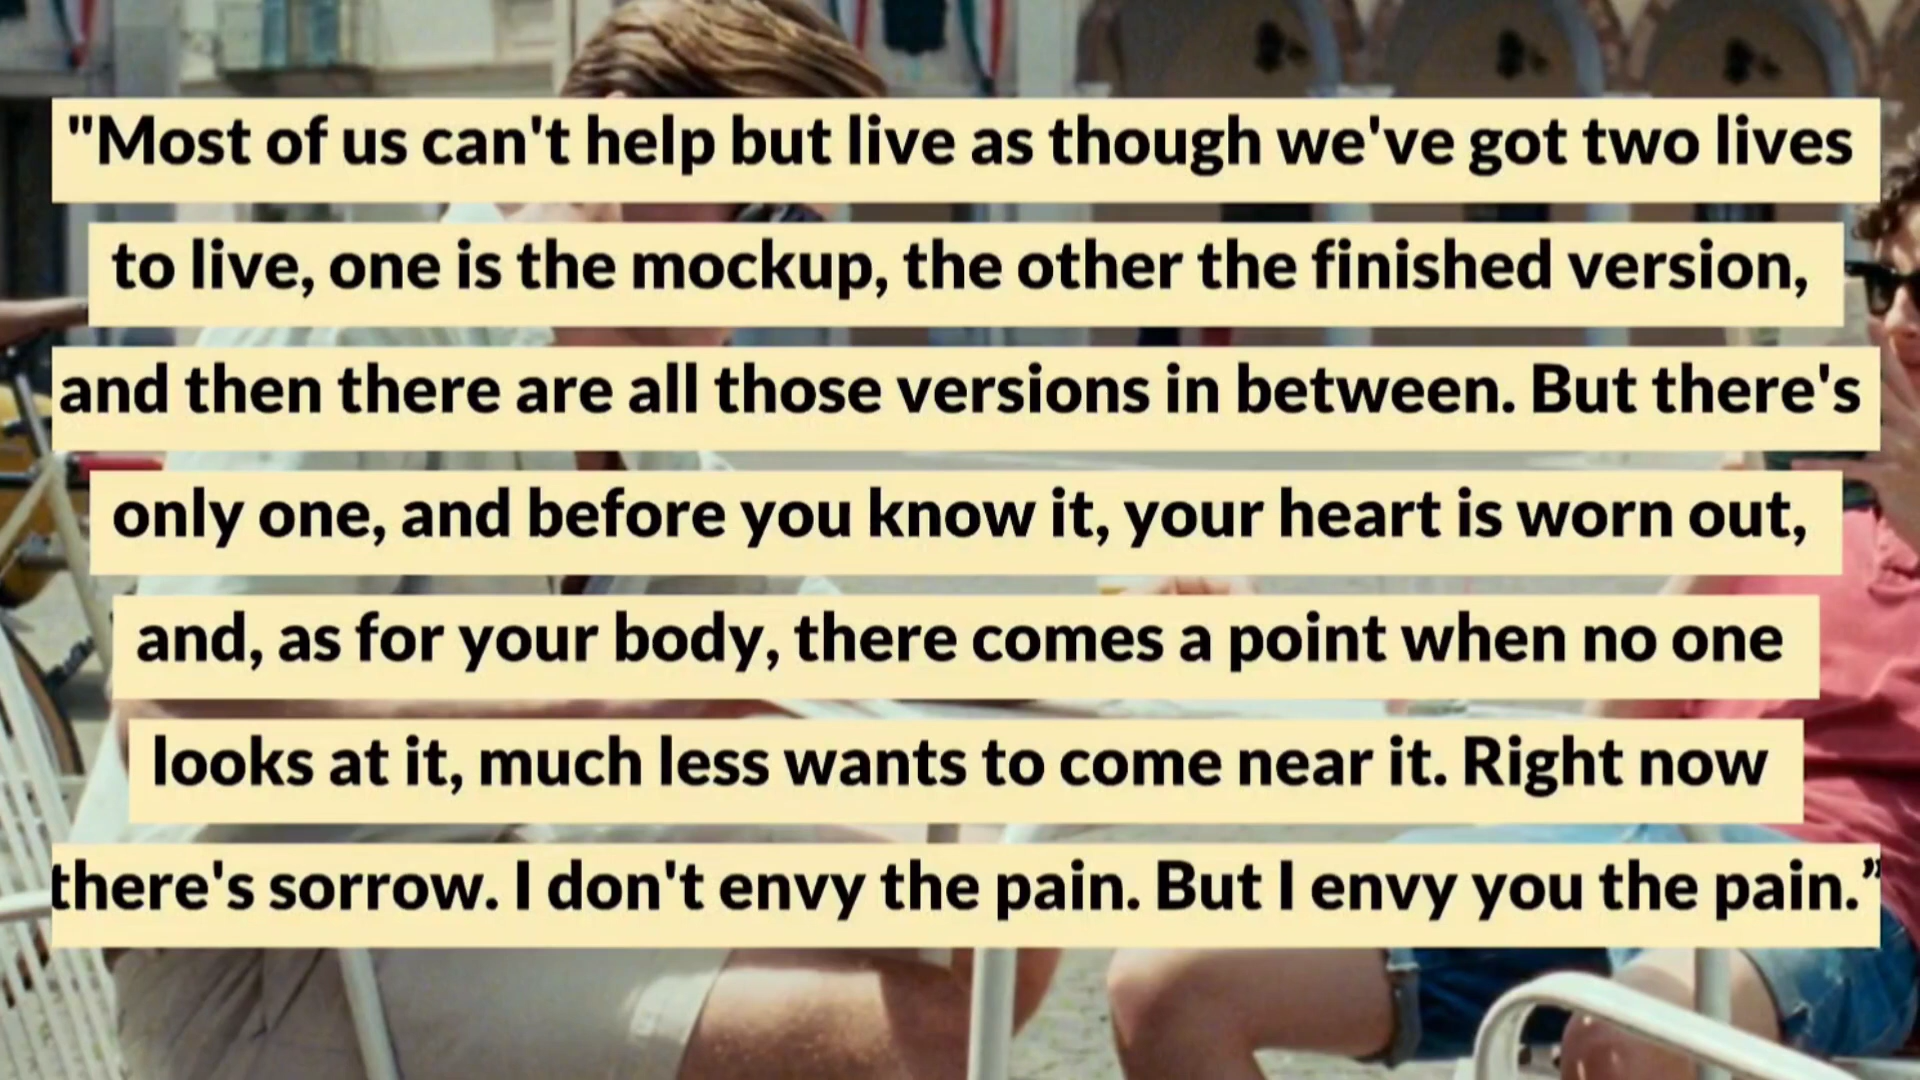 "Most of us can't help but live as though we've got two lives
to live, one is the mockup, the other the finished version,
and then there are all those versions in between. But there's
only one, and before you know it, your heart is worn out,
and, as for your body, there comes a point when no one
looks at it, much less wants to come near it. Right now
there's sorrow. I don't envy the pain. But I envy you the pain.”